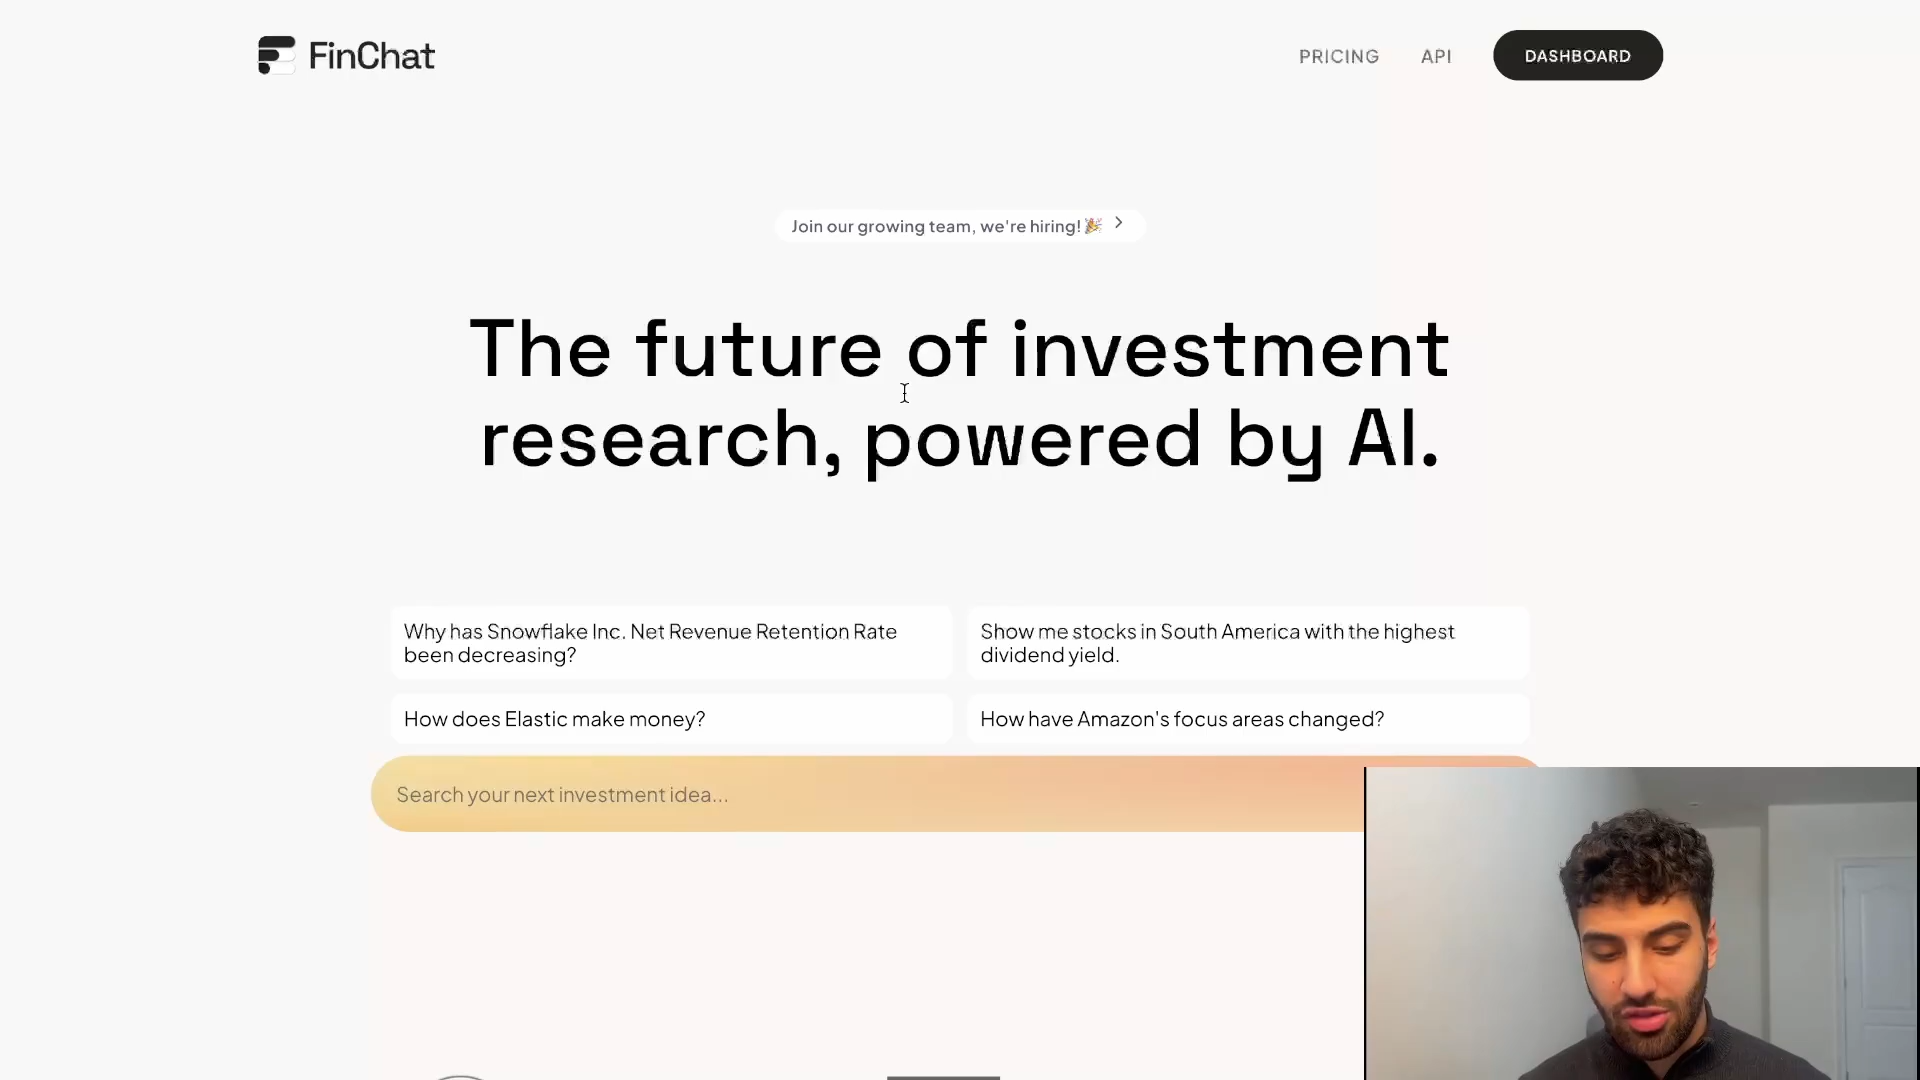 FinChat
PRICING
API
DASHBOARD
Join our growing team, we're hiring! 🎉
The future of investment
research, powered by AI.
Why has Snowflake Inc. Net Revenue Retention Rate
been decreasing?
Show me stocks in South America with the highest
dividend yield.
How does Elastic make money?
How have Amazon's focus areas changed?
Search your next investment idea...